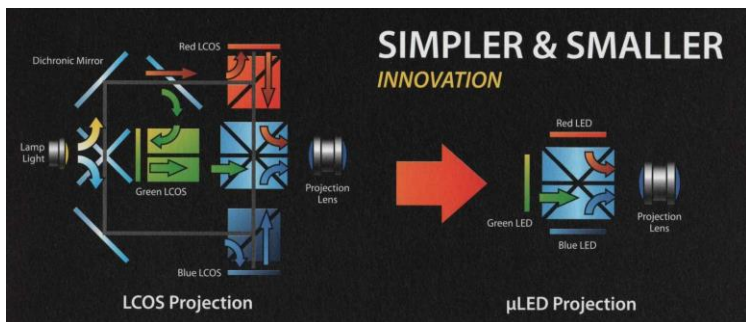 SIMPLER & SMALLER
INNOVATION
Red LCOS
Dichronic Mirror
Lamp
Light
Green LCOS
Projection
Lens
Blue LCOS
LCOS Projection
Red LED
Green LED
Projection
Lens
Blue LED
µLED Projection